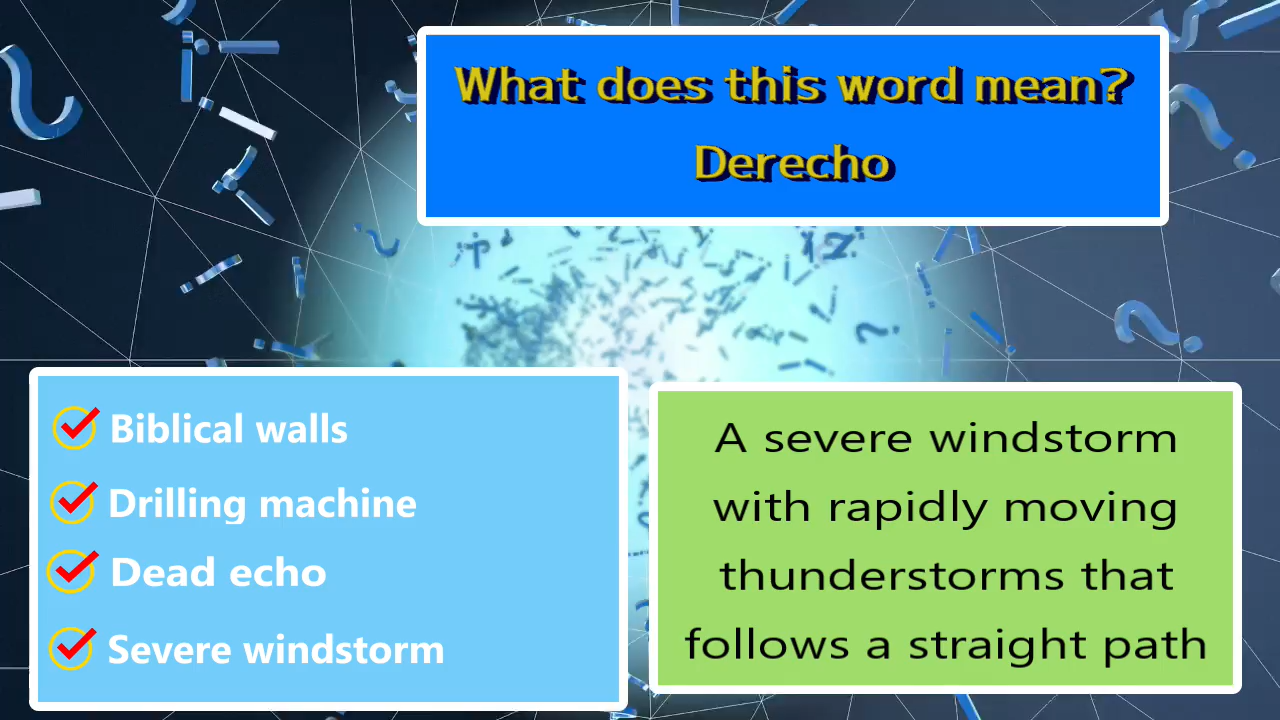 What does this word mean?
Derecho
Biblical walls
Drilling machine
Dead echo
Severe windstorm
A severe windstorm
with rapidly moving
thunderstorms that
follows a straight path